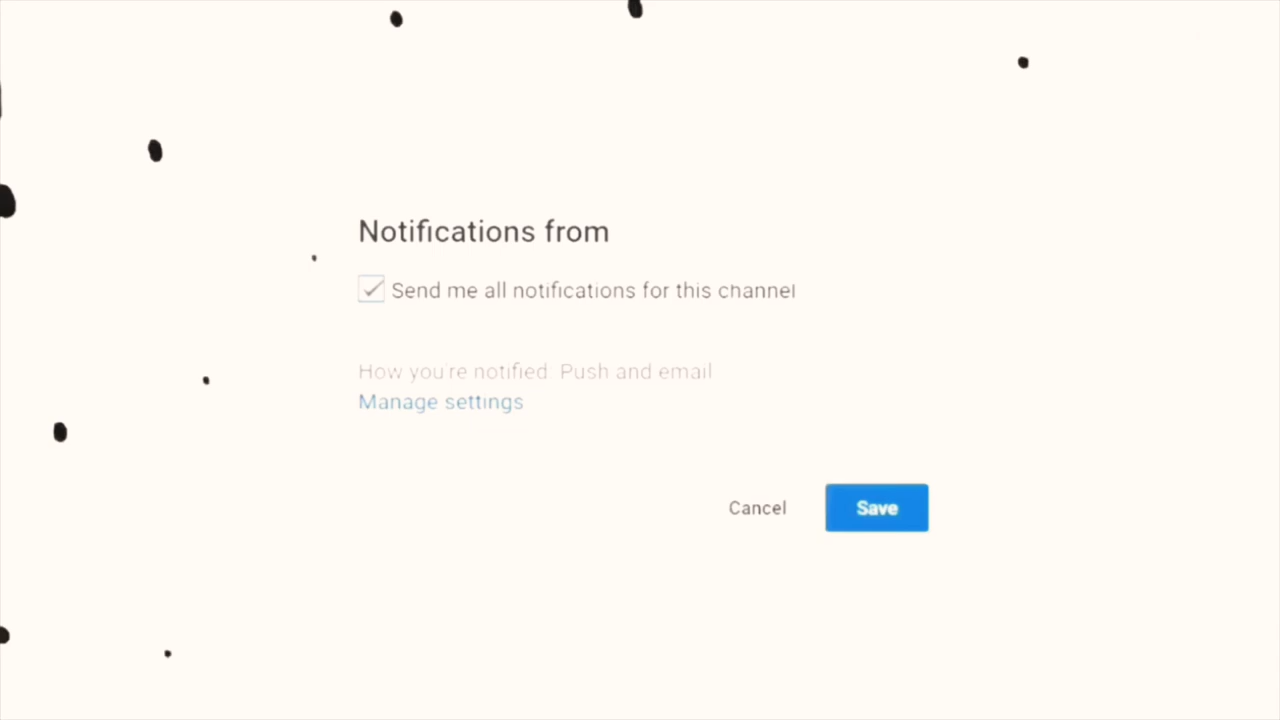 Notifications from
Send me all notifications for this channel
How you're notified: Push and email
Manage settings
Cancel
Save